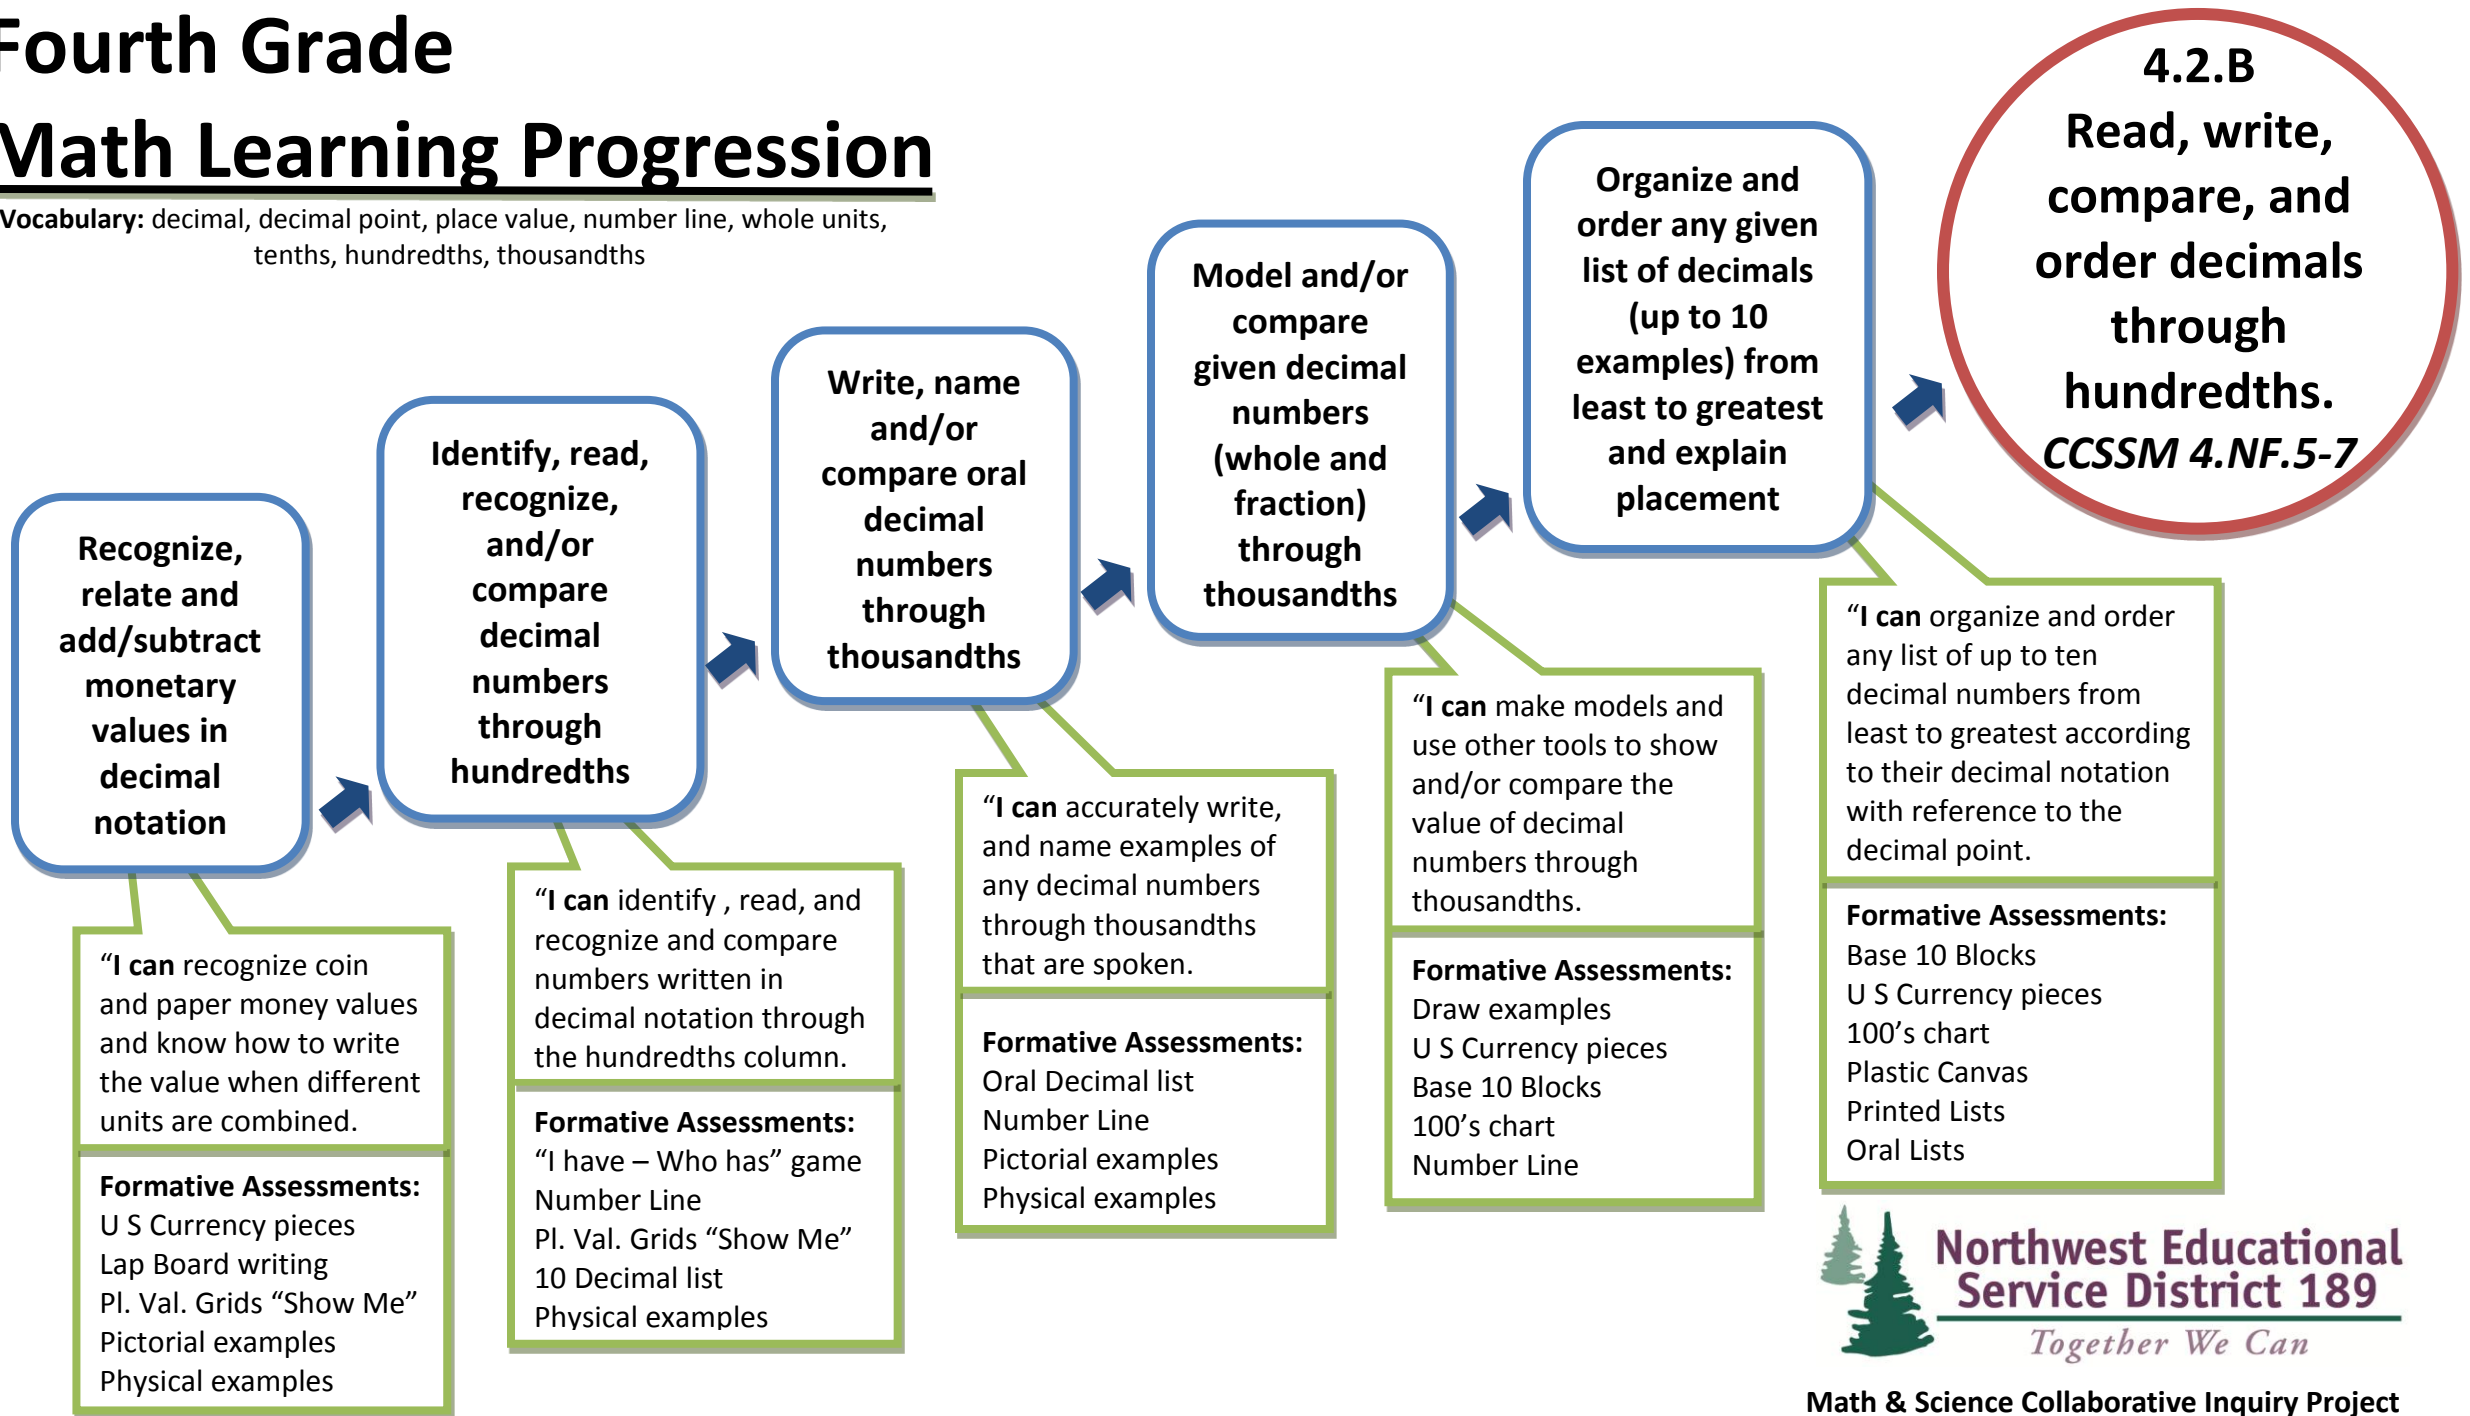 Fourth Grade
Math Learning Progression
Vocabulary: decimal, decimal point, place value, number line, whole units,
tenths, hundredths, thousandths
Recognize,
relate and
add/subtract
monetary
values in
decimal
notation
"I can recognize coin
and paper money values
and know how to write
the value when different
units are combined.
Formative Assessments:
U S Currency pieces
Lap Board writing
Pl. Val. Grids "Show Me"
Pictorial examples
Physical examples
Identify, read,
recognize,
and/or
compare
decimal
numbers
through
hundredths
"I can identify , read, and
recognize and compare
numbers written in
decimal notation through
the hundredths column.
Formative Assessments:
"I have – Who has" game
Number Line
Pl. Val. Grids "Show Me"
10 Decimal list
Physical examples
Write, name
and/or
compare oral
decimal
numbers
through
thousandths
"I can accurately write,
and name examples of
any decimal numbers
through thousandths
that are spoken.
Formative Assessments:
Oral Decimal list
Number Line
Pictorial examples
Physical examples
Model and/or
compare
given decimal
numbers
(whole and
fraction)
through
thousandths
"I can make models and
use other tools to show
and/or compare the
value of decimal
numbers through
thousandths.
Formative Assessments:
Draw examples
U S Currency pieces
Base 10 Blocks
100's chart
Number Line
Organize and
order any given
list of decimals
(up to 10
examples) from
least to greatest
and explain
placement
"I can organize and order
any list of up to ten
decimal numbers from
least to greatest according
to their decimal notation
with reference to the
decimal point.
Formative Assessments:
Base 10 Blocks
U S Currency pieces
100's chart
Plastic Canvas
Printed Lists
Oral Lists
4.2.B
Read, write,
compare, and
order decimals
through
hundredths.
CCSSM 4.NF.5-7
Northwest Educational
Service District 189
Together We Can
Math & Science Collaborative Inquiry Project